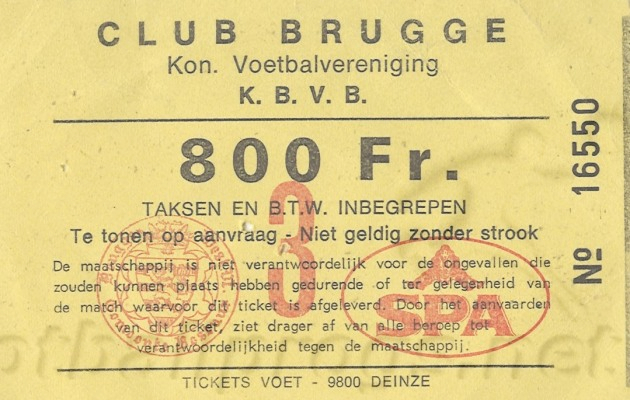 CLUB BRUGGE
Kon. Voetbalvereniging
K. B. V. B.
800 Fr.
TAKSEN EN B.T.W. INBEGREPEN
3
Te tonen op aanvraag - Niet geldig zonder strook
De maatschappij is niet verantwoordelijk voor de ongevallen die
zouden kunnen plaats hebben gedurende of ter gelegenheid van
de match waarvoor dit ticket is afgeleverd. Door het aanvaarden
van dit ticket, ziet drager af van alle beroep tot
verantwoordelijkheid tegen de maatschappij.
SPA
TICKETS VOET - 9800 DEINZE
Nº 16550